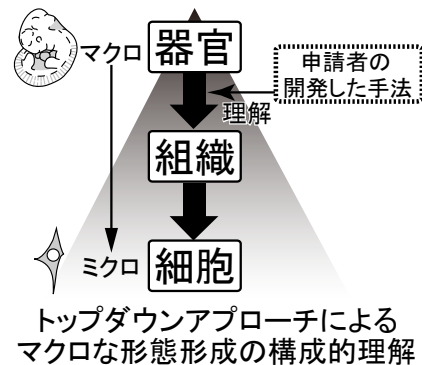 マクロ
器官
申請者の
開発した手法
理解
組織
ミクロ
細胞
トップダウンアプローチによる
マクロな形態形成の構成的理解